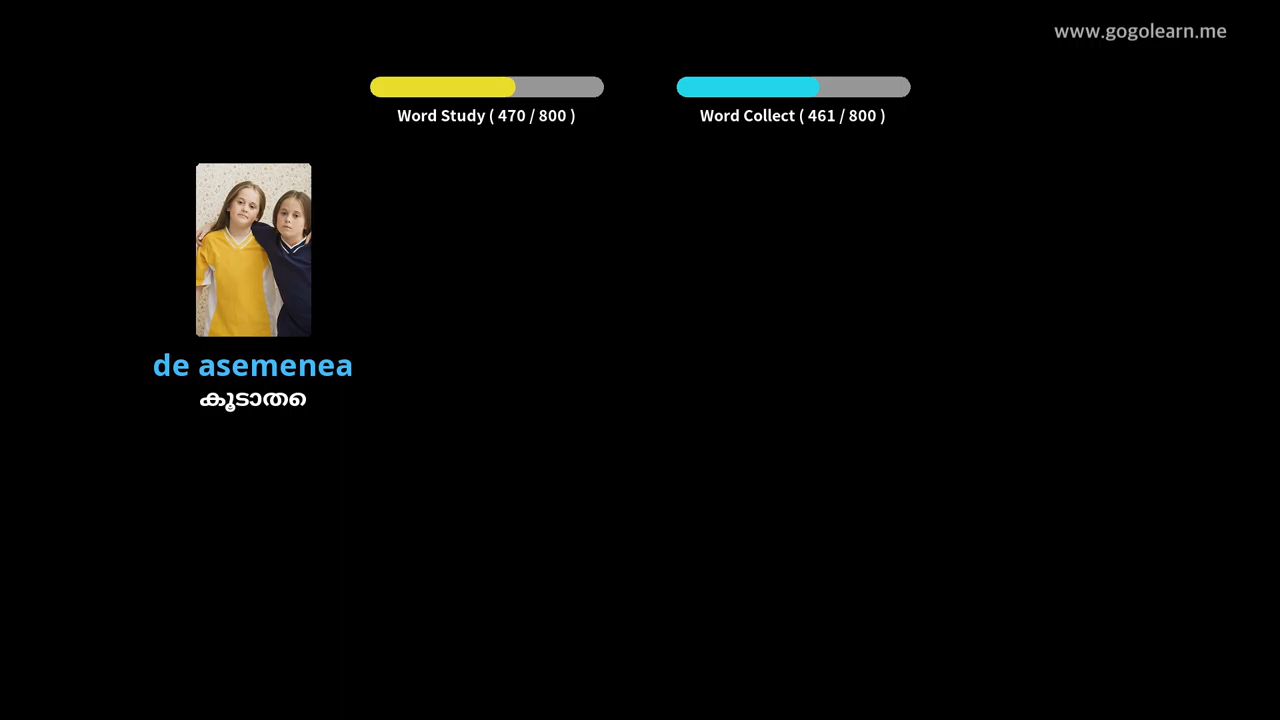 www.gogolearn.me
Word Study ( 470 / 800 )
Word Collect ( 461 / 800 )
de asemenea
കൂടാതെ